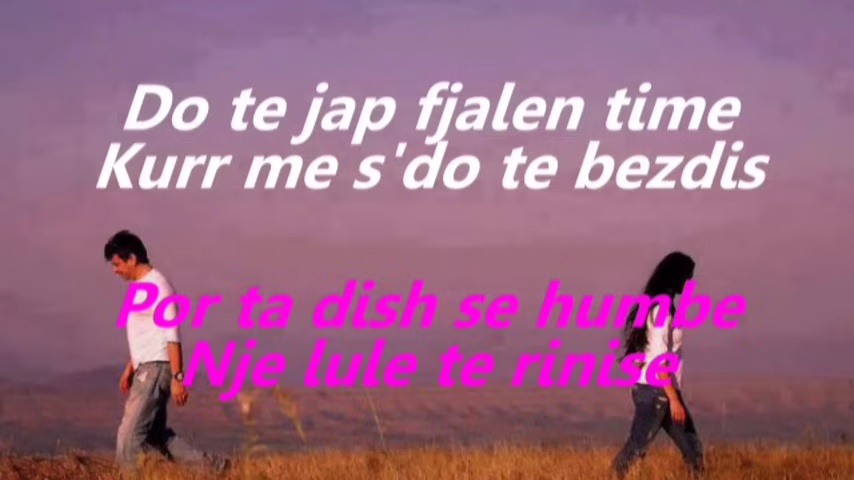 Do te jap fjalen time
Kurr me s'do te bezdis
Por ta dish se humbe
Nje lule te rinise